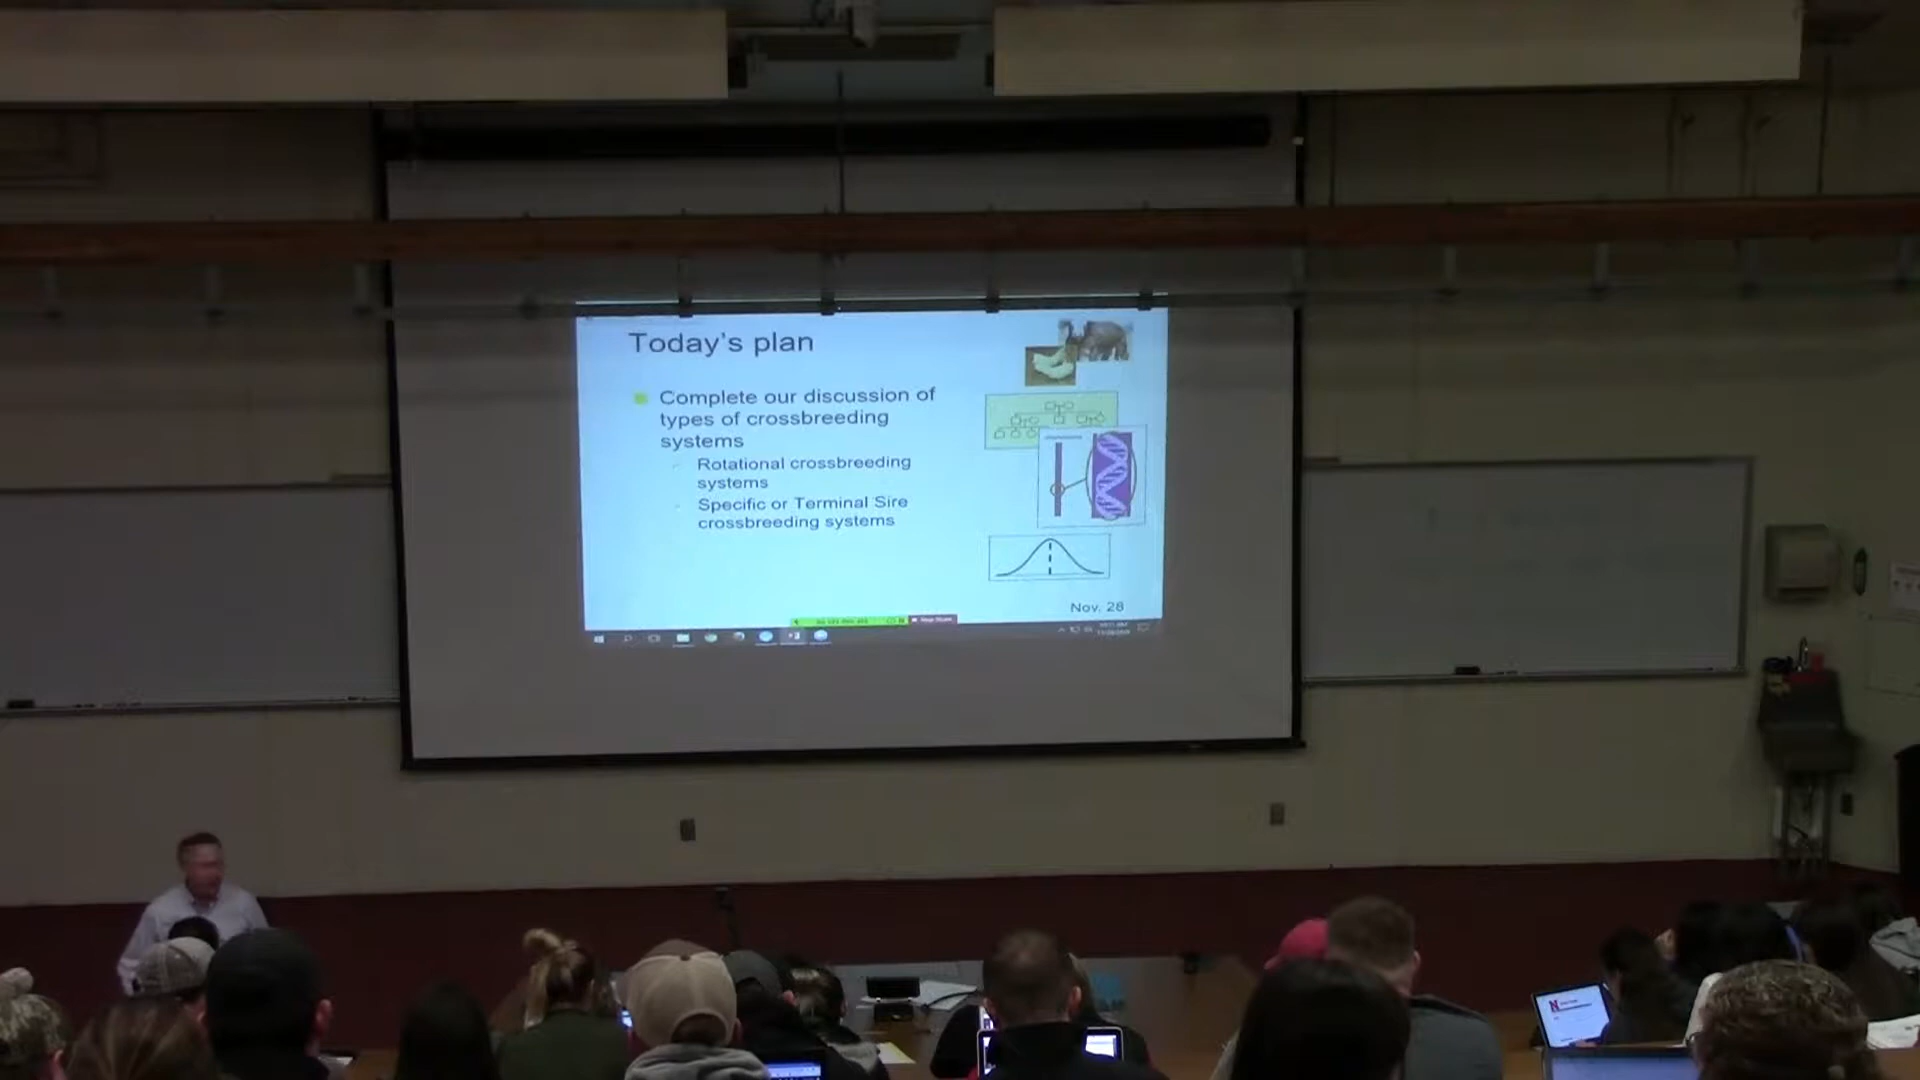 Today's plan
Complete our discussion of
types of crossbreeding
systems
Rotational crossbreeding
systems
Specific or Terminal Sire
crossbreeding systems
Nov. 28
N